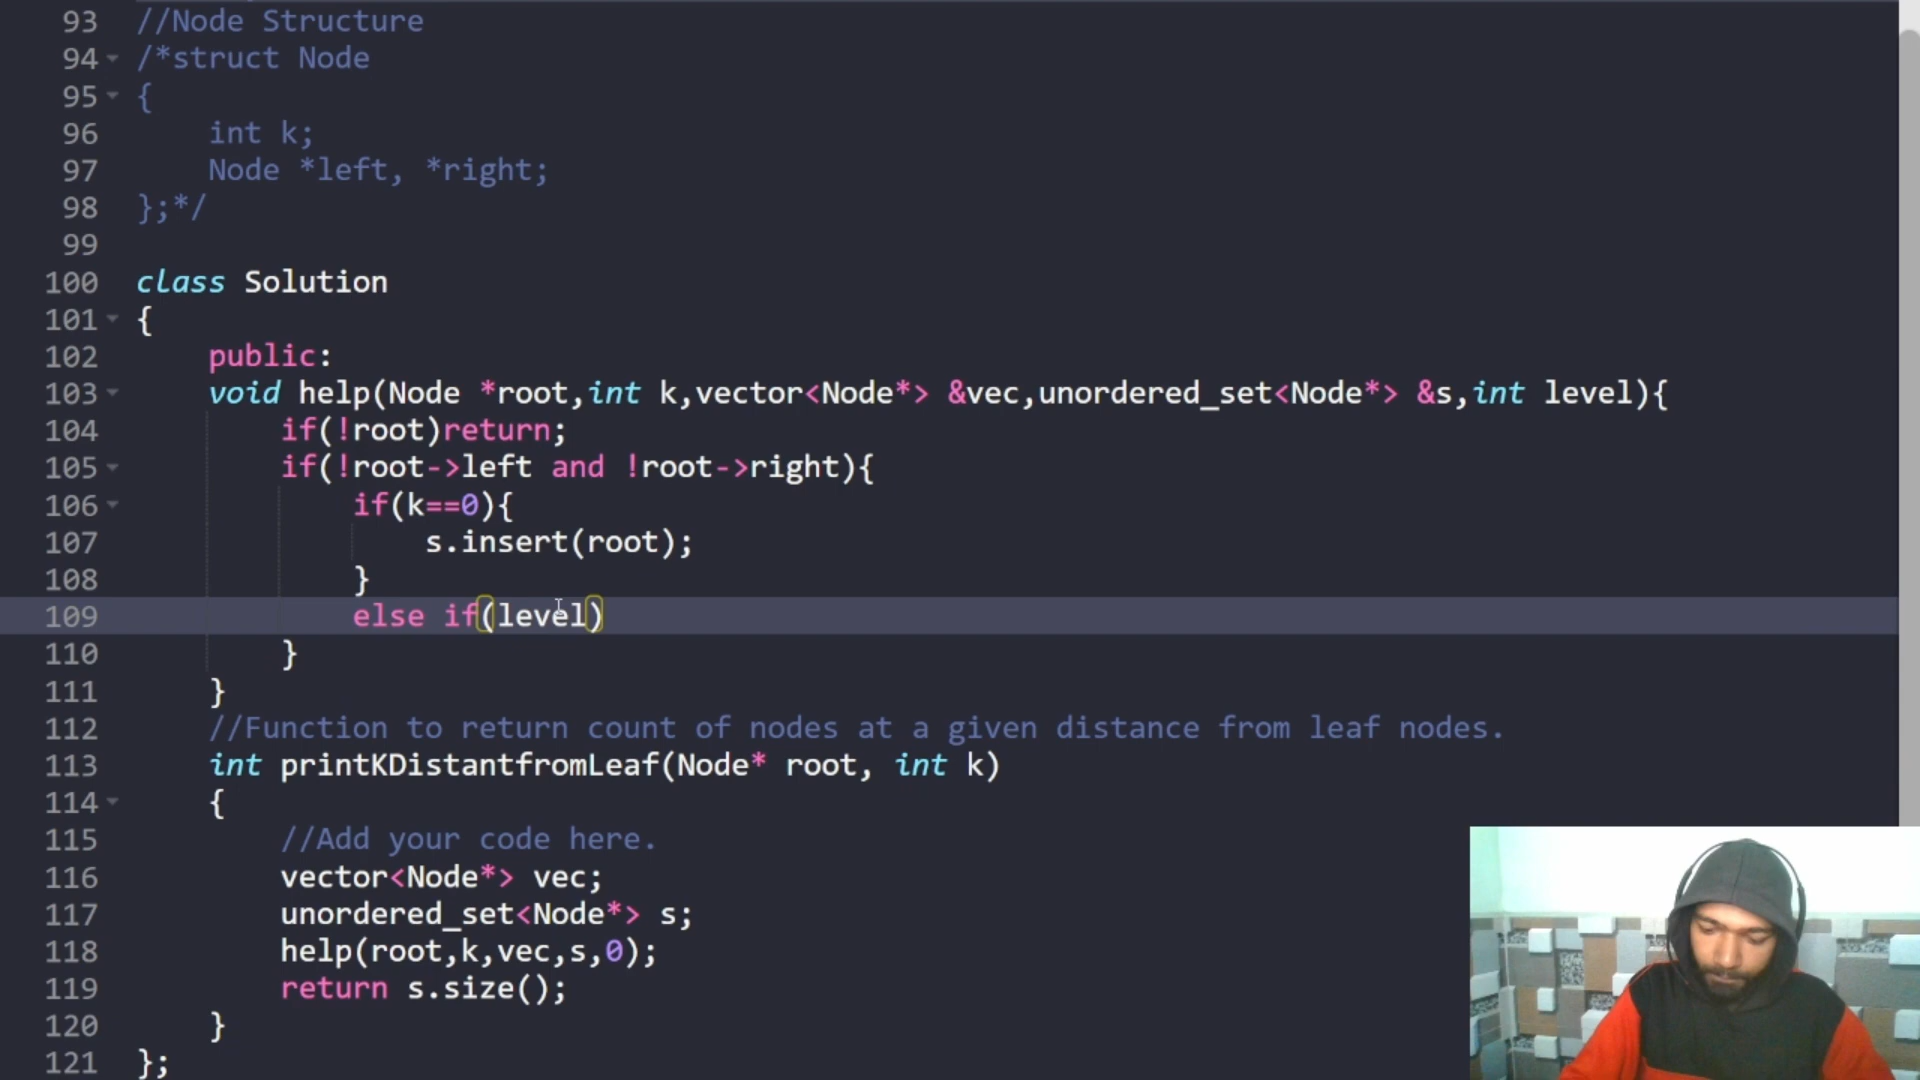 93 //Node Structure
94 /*struct Node
95 {
96 int k;
97 Node *left, *right;
98 };*/
99
100 class Solution
101 {
102 public:
103 void help(Node *root,int k,vector<Node*> &vec,unordered_set<Node*> &s,int level){
104 if(!root)return;
105 if(!root->left and !root->right){
106 if(k==0){
107 s.insert(root);
108 }
109 else if(level)
110 }
111 }
112 //Function to return count of nodes at a given distance from leaf nodes.
113 int printKDistantfromLeaf(Node* root, int k)
114 {
115 //Add your code here.
116 vector<Node*> vec;
117 unordered_set<Node*> s;
118 help(root,k,vec,s,0);
119 return s.size();
120 }
121 };